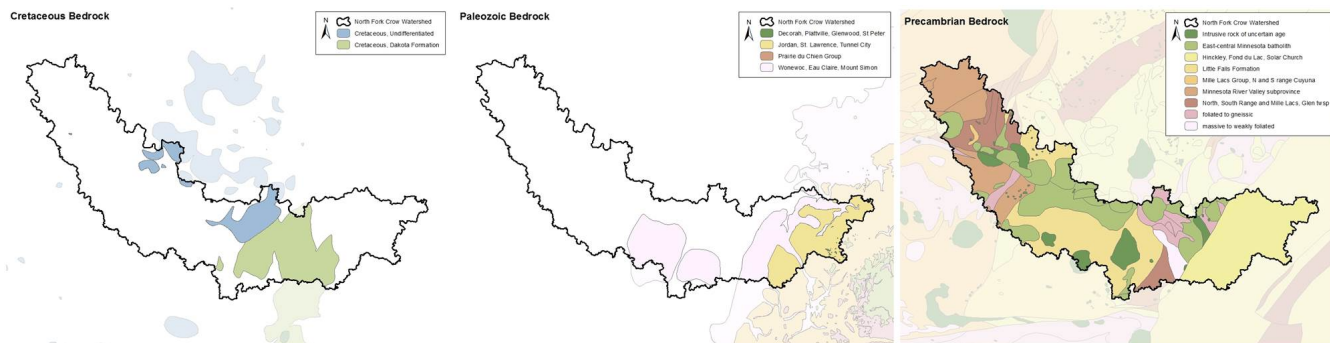 Cretaceous Bedrock
N
North Fork Crow Watershed
Cretaceous, Undifferentiated
Cretaceous, Dakota Formation
Paleozoic Bedrock
N
North Fork Crow Watershed
Decorah, Plattville, Glenwood, St Peter
Jordan, St. Lawrence, Tunnel City
Prairie du Chien Group
Wonewoc, Eau Claire, Mount Simon
Precambrian Bedrock
N
North Fork Crow Watershed
Intrusive rock of uncertain age
East-central Minnesota batholith
Hinckley, Fond du Lac, Solar Church
Little Falls Formation
Mille Lacs Group, N and S range Cuyuna
Minnesota River Valley subprovince
North, South Range and Mille Lacs, Glen twsp
foliated to gneissic
massive to weakly foliated